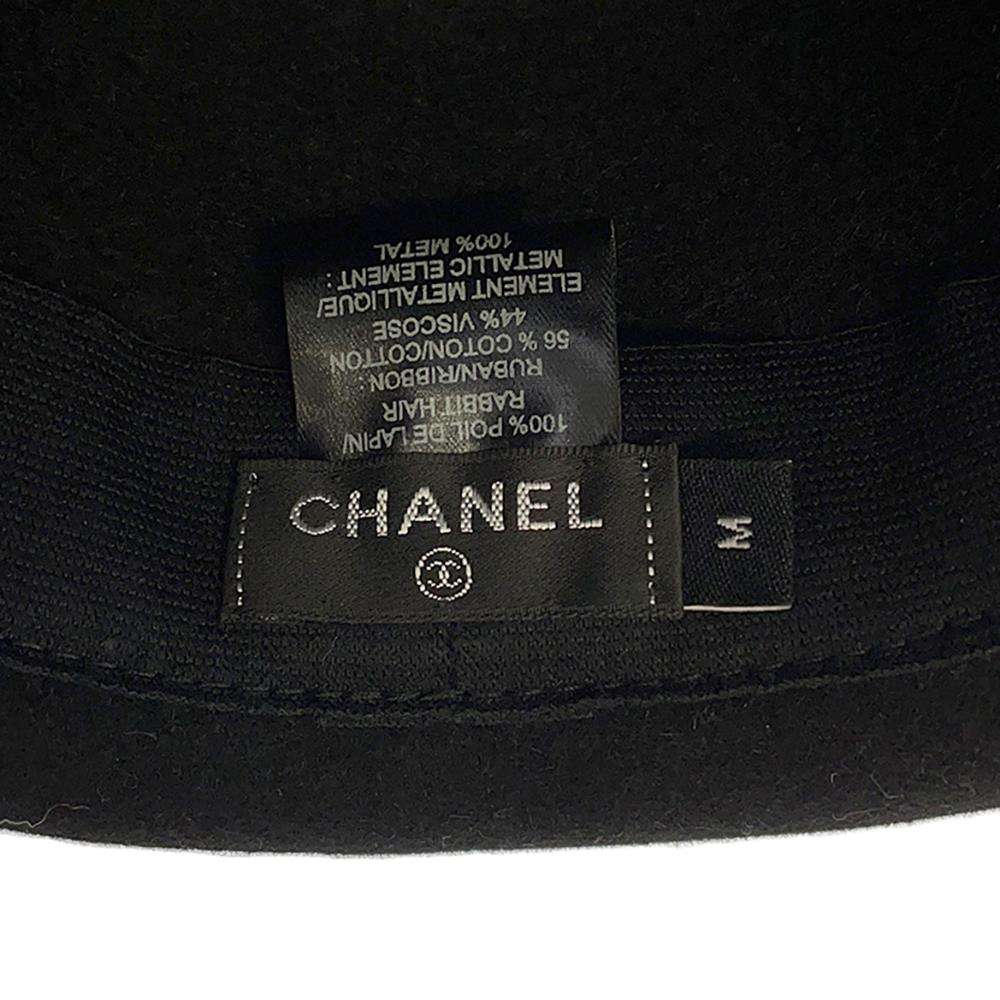 100% POIL DE LAPIN/
RABBIT HAIR
RUBAN/RIBBON :
56 % COTON/COTTON
44% VISCOSE
ELEMENT METALLIQUE/
METALLIC ELEMENT :
100% METAL
CHANEL
M